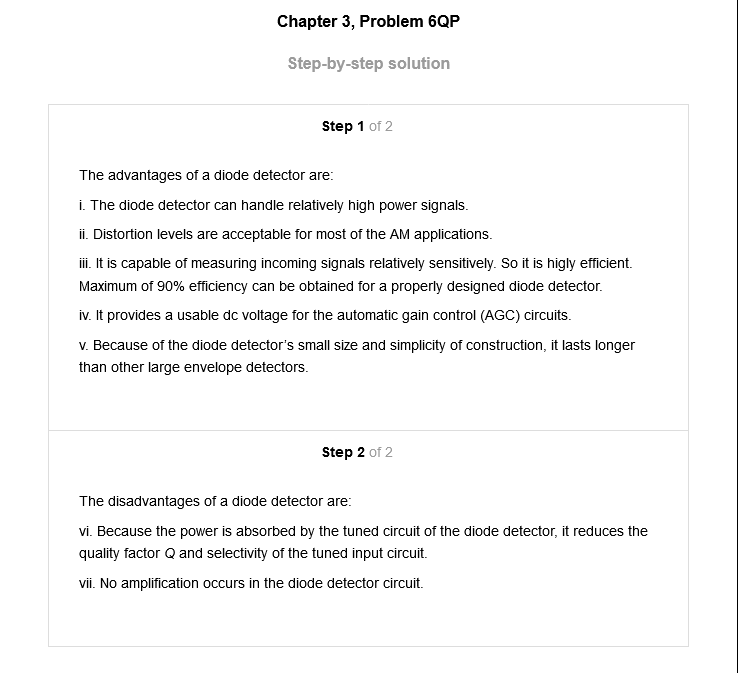 Chapter 3, Problem 6QP
Step-by-step solution
Step 1 of 2
The advantages of a diode detector are:
i. The diode detector can handle relatively high power signals.
ii. Distortion levels are acceptable for most of the AM applications.
iii. It is capable of measuring incoming signals relatively sensitively. So it is higly efficient.
Maximum of 90% efficiency can be obtained for a properly designed diode detector.
iv. It provides a usable dc voltage for the automatic gain control (AGC) circuits.
v. Because of the diode detector’s small size and simplicity of construction, it lasts longer
than other large envelope detectors.
Step 2 of 2
The disadvantages of a diode detector are:
vi. Because the power is absorbed by the tuned circuit of the diode detector, it reduces the
quality factor Q and selectivity of the tuned input circuit.
vii. No amplification occurs in the diode detector circuit.